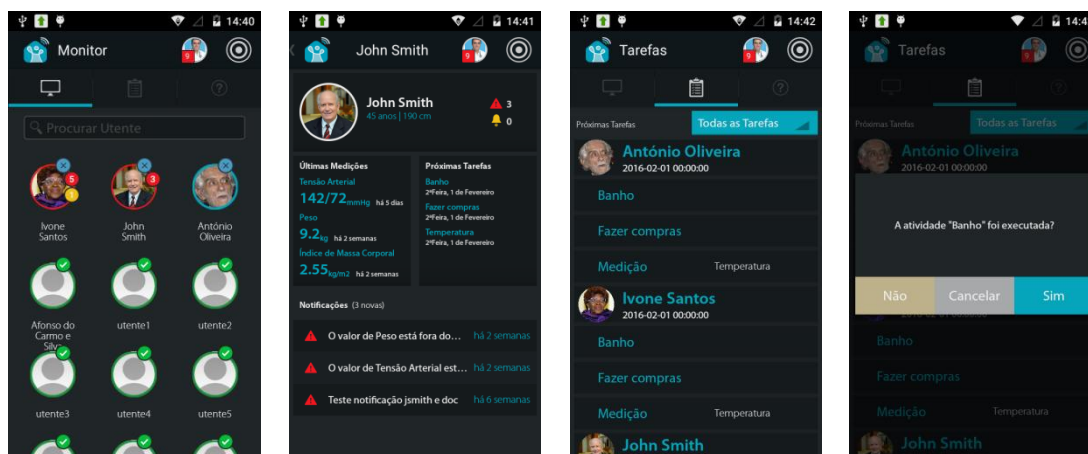 14:40
Monitor
9
Procurar Utente
5
1
3
Ivone
Santos
John
Smith
António
Oliveira
Afonso do
Carmo e
Silva
utente1
utente2
utente3
utente4
utente5
14:41
John Smith
9
John Smith
45 anos | 190 cm
3
0
Últimas Medições
Tensão Arterial
142/72mmHg há 5 dias
Peso
9.2kg há 2 semanas
Índice de Massa Corporal
2.55kg/m2 há 2 semanas
Próximas Tarefas
Banho
2ªFeira, 1 de Fevereiro
Fazer compras
2ªFeira, 1 de Fevereiro
Temperatura
2ªFeira, 1 de Fevereiro
Notificações (3 novas)
O valor de Peso está fora do... há 2 semanas
O valor de Tensão Arterial est... há 2 semanas
Teste notificação jsmith e doc há 6 semanas
14:42
Tarefas
9
?
Próximas Tarefas
Todas as Tarefas
António Oliveira
2016-02-01 00:00:00
Banho
Fazer compras
Medição Temperatura
Ivone Santos
2016-02-01 00:00:00
Banho
Fazer compras
Medição Temperatura
John Smith
14:4
Tarefas
9
Próximas Tarefas
Todas as Tarefas
António Oliveira
2016-02-01 00:00:00
A atividade "Banho" foi executada?
Não
Cancelar
Sim
Banho
Fazer compras
Medição Temperatura
John Smith